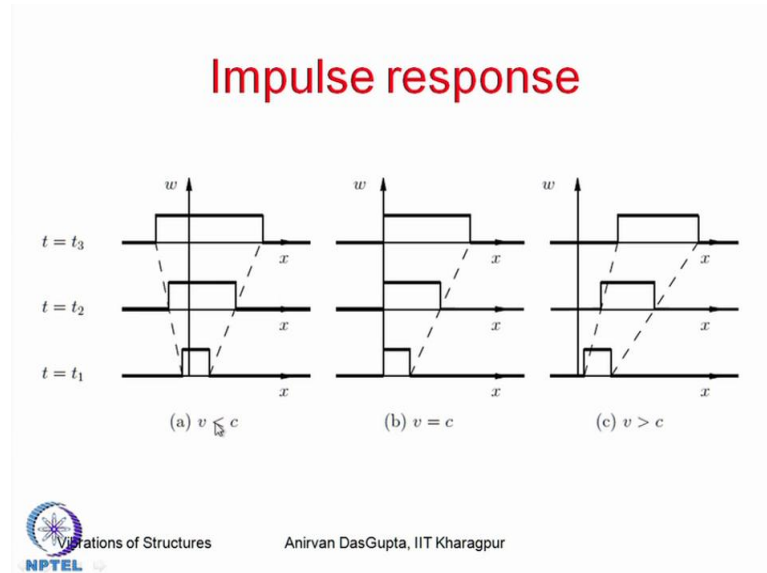 Impulse response
w w w
t = t₃
x x x
t = t₂
x x x
t = t₁
x x x
(a) v < c (b) v = c (c) v > c
Vibrations of Structures Anirvan DasGupta, IIT Kharagpur
NPTEL